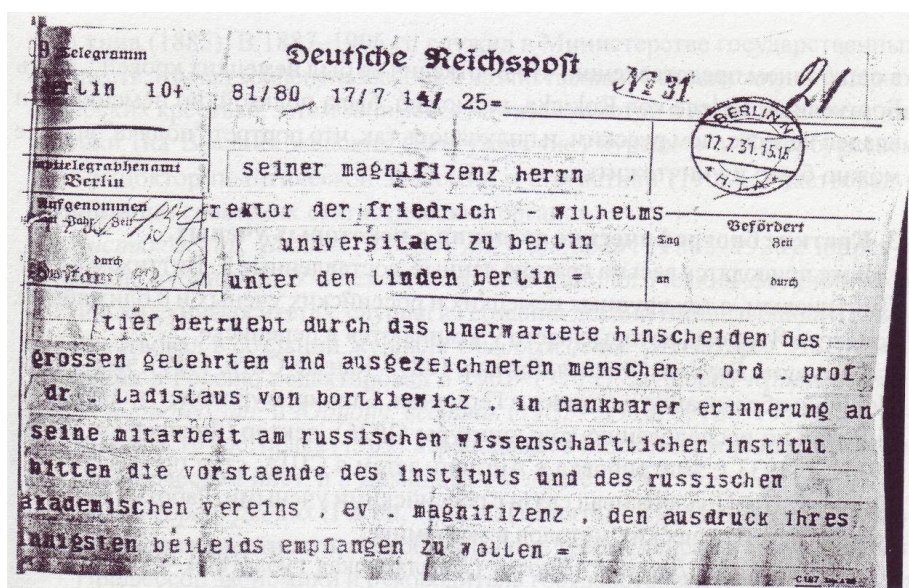 Telegramm
Deutsche Reichspost
Berlin 10+ 81/80 17/7 14/ 25=
Nº 31
BERLIN, N
17.7.31.
Telegraphenamt
Berlin
Aufgenommen
Jahr Zeit
durch
Befördert
Tag Zeit
an durch
seiner magnifizenz herrn
rektor der friedrich wilhelms-
universitaet zu berlin
unter den linden berlin =
tief betruebt durch das unerwartete hinscheiden des
grossen gelehrten und ausgezeichneten menschen , ord . prof .
dr . ladislaus von bortkiewicz , in dankbarer erinnerung an
seine mitarbeit am russischen wissenschaftlichen institut
bitten die vorstaende des instituts und des russischen
akademischen vereins , ev . magnifizenz , den ausdruck ihres
innigsten beileids empfangen zu wollen =
C 187